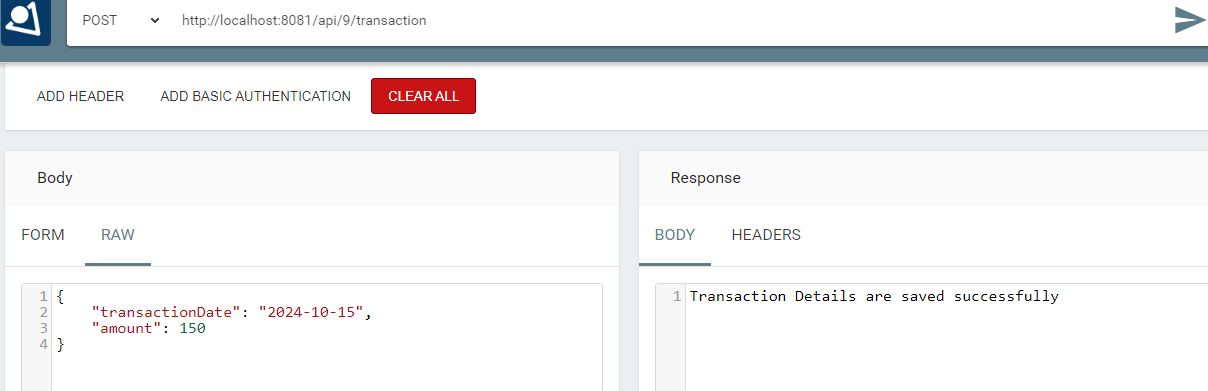 POST http://localhost:8081/api/9/transaction
ADD HEADER ADD BASIC AUTHENTICATION CLEAR ALL
Body
FORM RAW
1 {
2 "transactionDate": "2024-10-15",
3 "amount": 150
4 }
Response
BODY HEADERS
1 Transaction Details are saved successfully